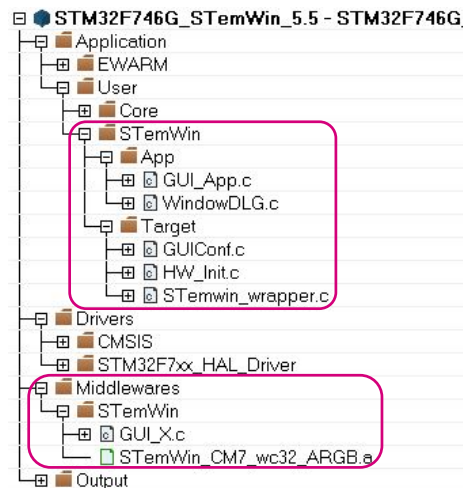 STM32F746G_STemWin_5.5 - STM32F746G_
Application
EWARM
User
Core
STemWin
App
GUI_App.c
WindowDLG.c
Target
GUIConf.c
HW_Init.c
STemwin_wrapper.c
Drivers
CMSIS
STM32F7xx_HAL_Driver
Middlewares
STemWin
GUI_X.c
STemWin_CM7_wc32_ARGB.a
Output